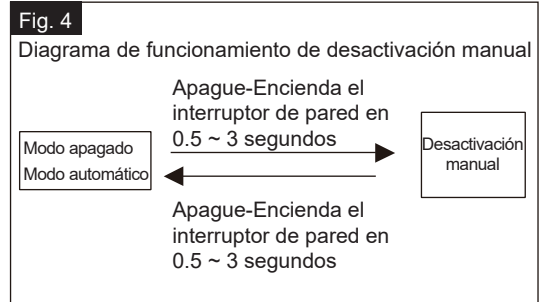 Fig. 4
Diagrama de funcionamiento de desactivación manual
Apague-Encienda el
interruptor de pared en
0.5 ~ 3 segundos
Modo apagado
Modo automático
Desactivación
manual
Apague-Encienda el
interruptor de pared en
0.5 ~ 3 segundos